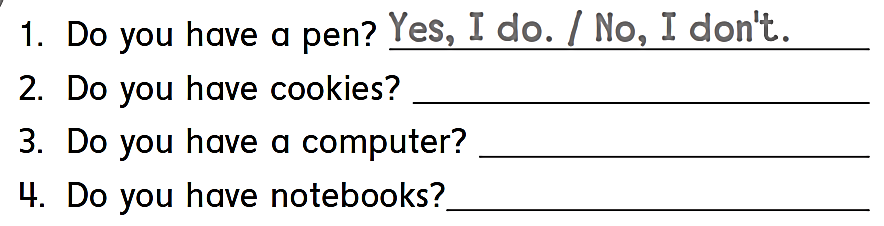 1. Do you have a pen? Yes, I do. / No, I don't.
2. Do you have cookies?
3. Do you have a computer?
4. Do you have notebooks?